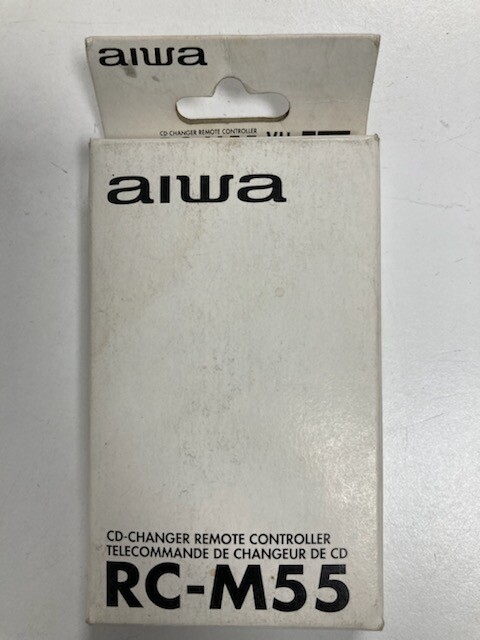 aiwa
CD-CHANGER REMOTE CONTROLLER
aiwa
CD-CHANGER REMOTE CONTROLLER
TELECOMMANDE DE CHANGEUR DE CD
RC-M55